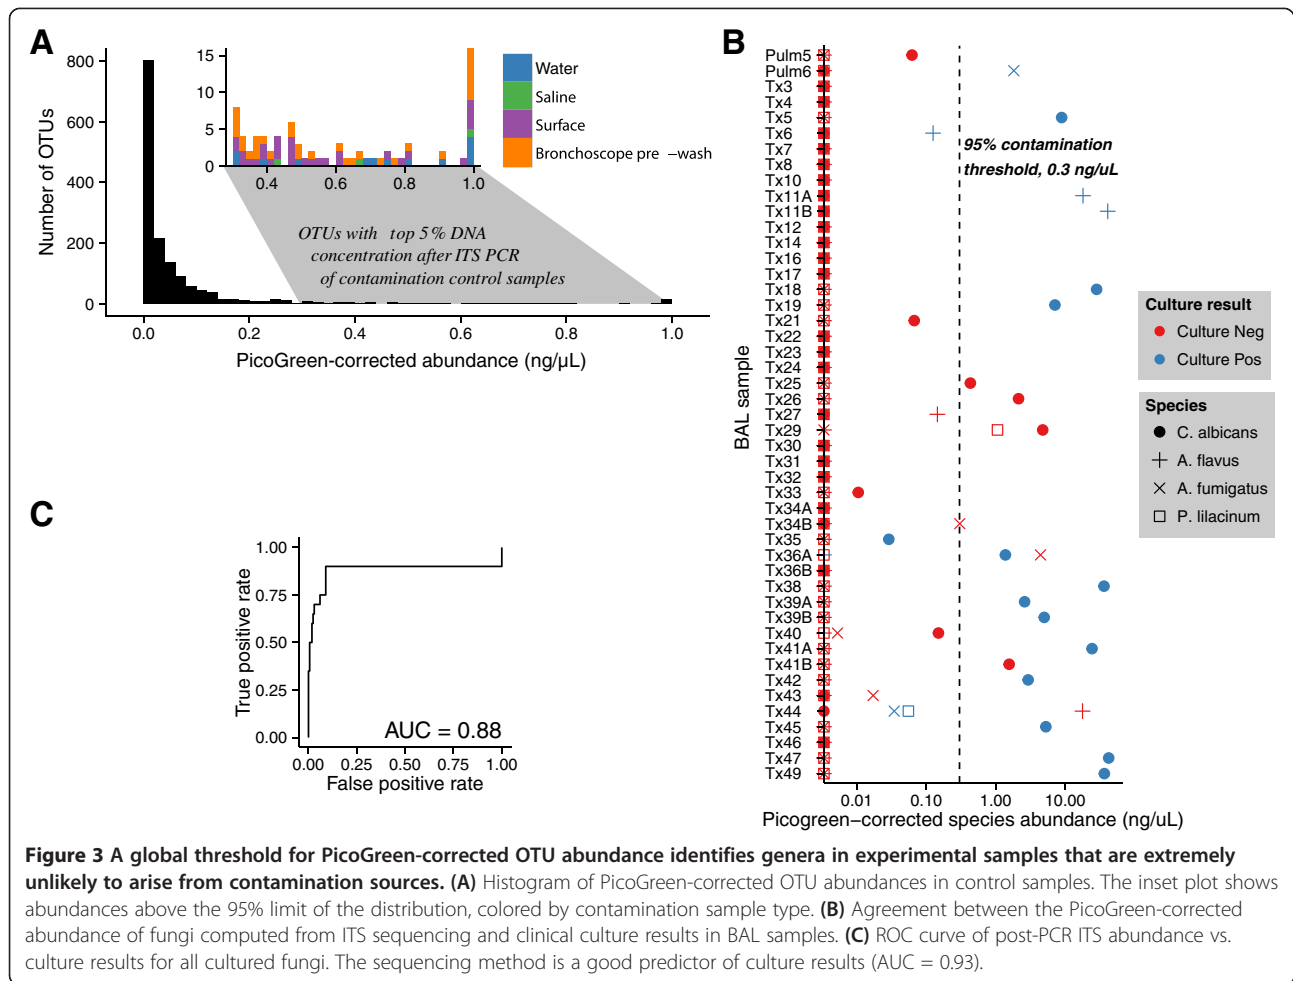 A
800
600
400
200
0
Number of OTUs
0.0
0.2
0.4
0.6
0.8
1.0
PicoGreen-corrected abundance (ng/μL)
15
10
5
0
0.4
0.6
0.8
1.0
Water
Saline
Surface
Bronchoscope pre −wash
OTUs with top 5% DNA
concentration after ITS PCR
of contamination control samples
B
BAL sample
Pulm5
Pulm6
Tx3
Tx4
Tx5
Tx6
Tx7
Tx8
Tx10
Tx11A
Tx11B
Tx12
Tx14
Tx16
Tx17
Tx18
Tx19
Tx21
Tx22
Tx23
Tx24
Tx25
Tx26
Tx27
Tx29
Tx30
Tx31
Tx32
Tx33
Tx34A
Tx34B
Tx35
Tx36A
Tx36B
Tx38
Tx39A
Tx39B
Tx40
Tx41A
Tx41B
Tx42
Tx43
Tx44
Tx45
Tx46
Tx47
Tx49
95% contamination
threshold, 0.3 ng/uL
0.01
0.10
1.00
10.00
Picogreen−corrected species abundance (ng/uL)
Culture result
Culture Neg
Culture Pos
Species
C. albicans
A. flavus
A. fumigatus
P. lilacinum
C
1.00
0.75
0.50
0.25
0.00
True positive rate
AUC = 0.88
0.00
0.25
0.50
0.75
1.00
False positive rate
Figure 3 A global threshold for PicoGreen-corrected OTU abundance identifies genera in experimental samples that are extremely
unlikely to arise from contamination sources. (A) Histogram of PicoGreen-corrected OTU abundances in control samples. The inset plot shows
abundances above the 95% limit of the distribution, colored by contamination sample type. (B) Agreement between the PicoGreen-corrected
abundance of fungi computed from ITS sequencing and clinical culture results in BAL samples. (C) ROC curve of post-PCR ITS abundance vs.
culture results for all cultured fungi. The sequencing method is a good predictor of culture results (AUC = 0.93).